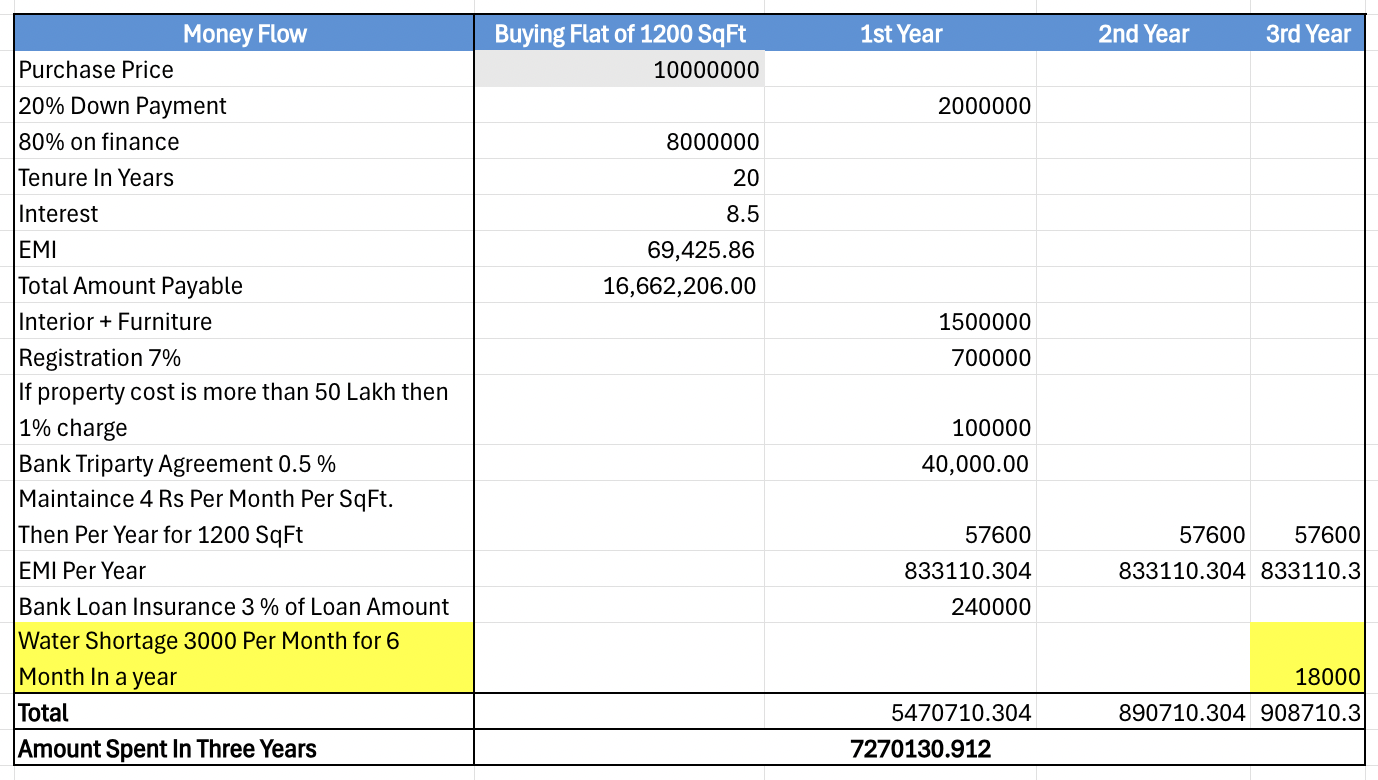 Money Flow Buying Flat of 1200 SqFt 1st Year 2nd Year 3rd Year
Purchase Price 10000000
20% Down Payment 2000000
80% on finance 8000000
Tenure In Years 20
Interest 8.5
EMI 69,425.86
Total Amount Payable 16,662,206.00
Interior + Furniture 1500000
Registration 7% 700000
If property cost is more than 50 Lakh then
1% charge 100000
Bank Triparty Agreement 0.5 % 40,000.00
Maintaince 4 Rs Per Month Per SqFt.
Then Per Year for 1200 SqFt 57600 57600 57600
EMI Per Year 833110.304 833110.304 833110.3
Bank Loan Insurance 3 % of Loan Amount 240000
Water Shortage 3000 Per Month for 6
Month In a year 18000
Total 5470710.304 890710.304 908710.3
Amount Spent In Three Years 7270130.912